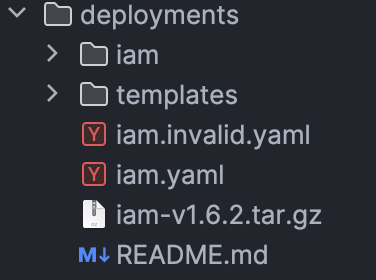 deployments
iam
templates
Y iam.invalid.yaml
Y iam.yaml
iam-v1.6.2.tar.gz
M↓ README.md